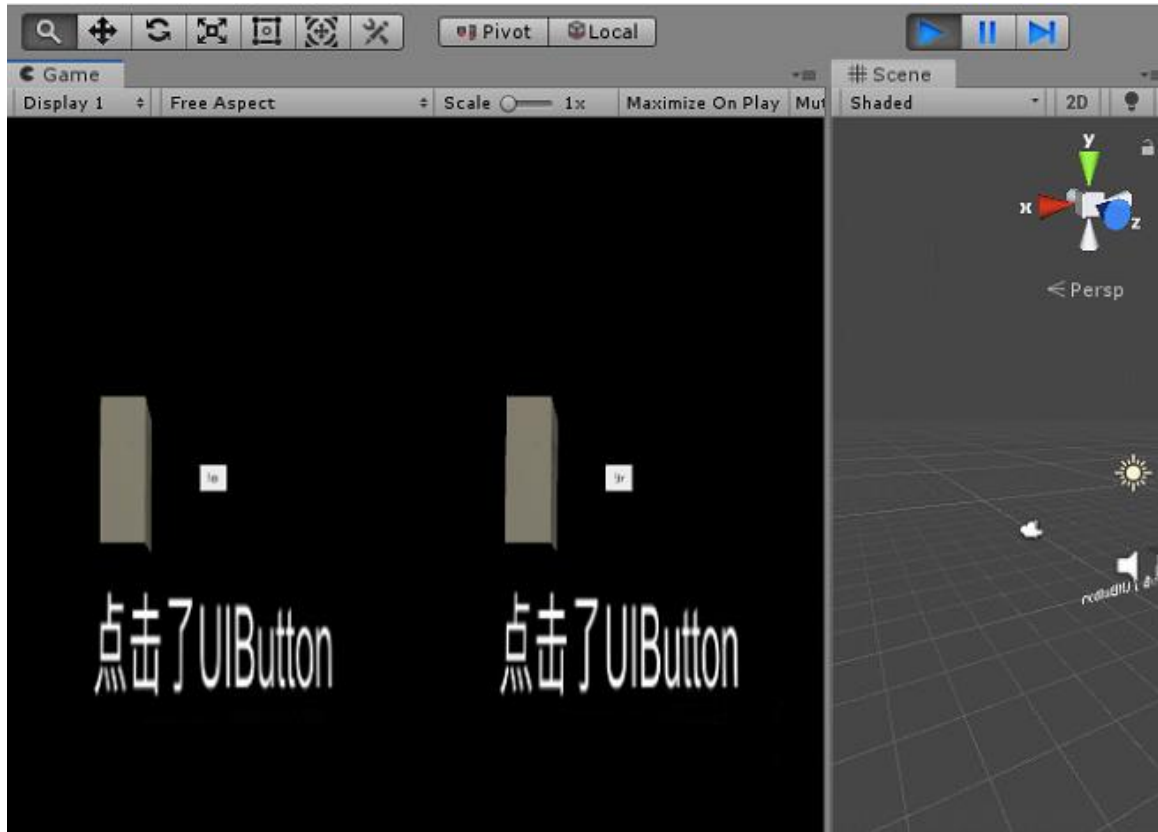 Pivot Local
Game
Scene
Display 1 Free Aspect Scale 1x Maximize On Play
Shaded 2D
y
x
z
Persp
点击了UIButton 点击了UIButton